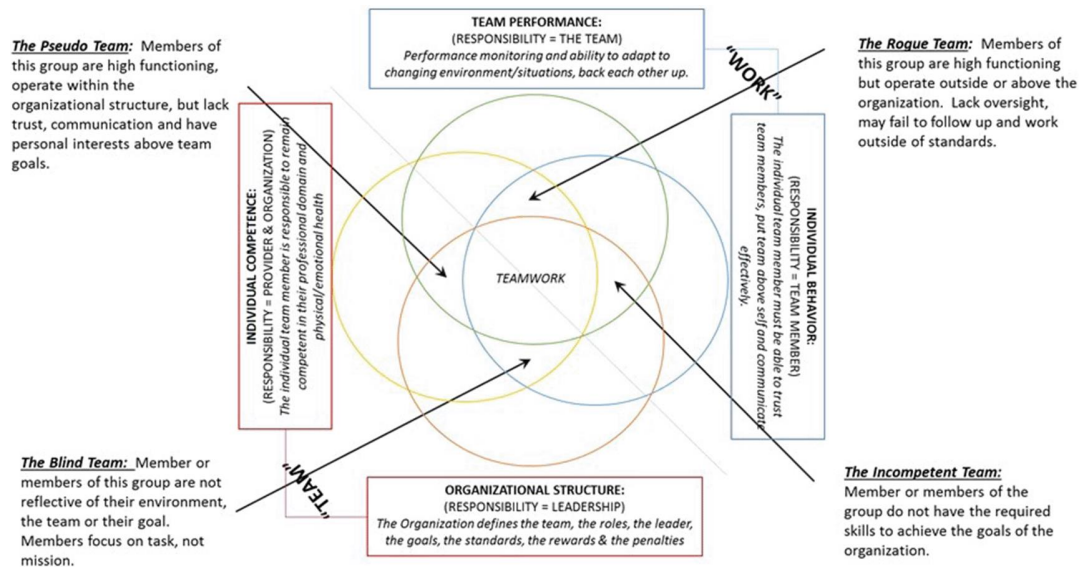 The Pseudo Team: Members of
this group are high functioning,
operate within the
organizational structure, but lack
trust, communication and have
personal interests above team
goals.
TEAM PERFORMANCE:
(RESPONSIBILITY = THE TEAM)
Performance monitoring and ability to adapt to
changing environment/situations, back each other up.
"WORK"
The Rogue Team: Members of
this group are high functioning
but operate outside or above the
organization. Lack oversight,
may fail to follow up and work
outside of standards.
INDIVIDUAL COMPETENCE:
(RESPONSIBILITY = PROVIDER & ORGANIZATION)
The individual team member is responsible to remain
competent in their professional domain and
physical/emotional health
TEAMWORK
INDIVIDUAL BEHAVIOR:
(RESPONSIBILITY = TEAM MEMBER)
The individual team member must be able to trust
team members, put team above self and communicate
effectively.
The Blind Team: Member or
members of this group are not
reflective of their environment,
the team or their goal.
Members focus on task, not
mission.
"TEAM"
ORGANIZATIONAL STRUCTURE:
(RESPONSIBILITY = LEADERSHIP)
The Organization defines the team, the roles, the leader,
the goals, the standards, the rewards & the penalties
The Incompetent Team:
Member or members of the
group do not have the required
skills to achieve the goals of the
organization.